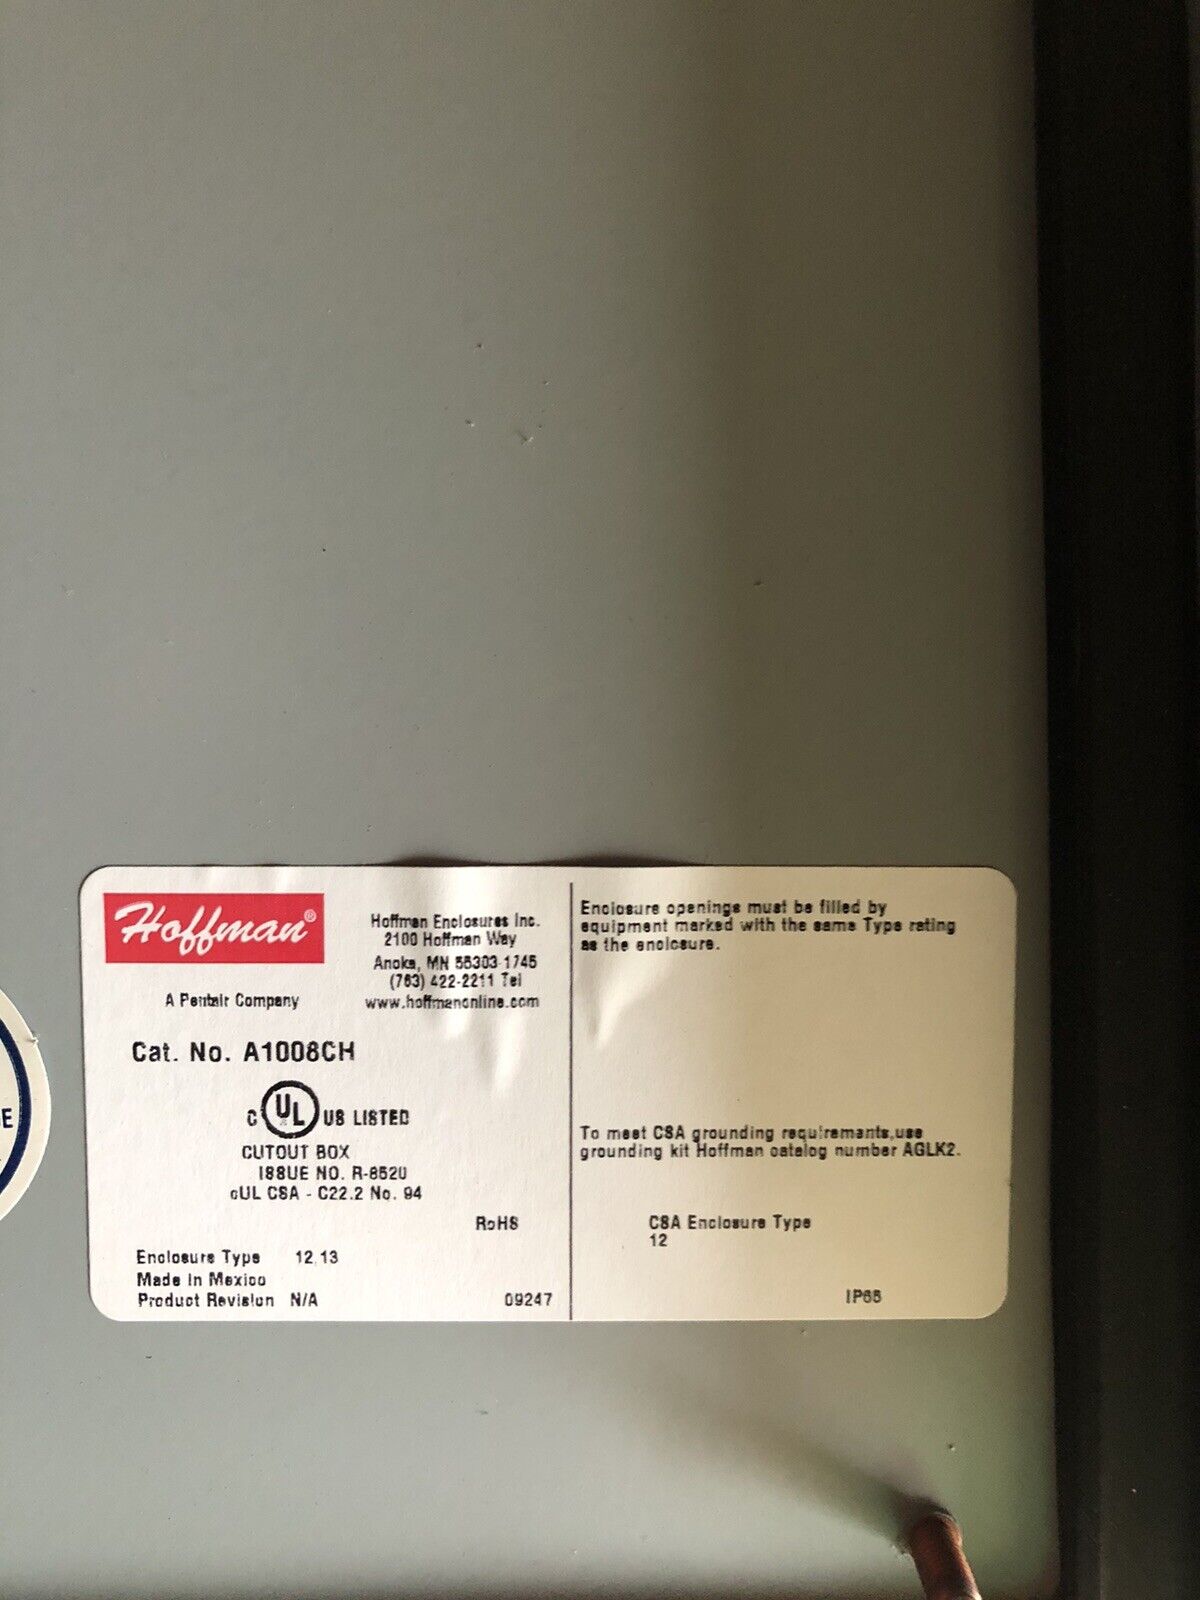 Hoffman®
A Pentair Company
Hoffman Enclosures Inc.
2100 Hoffman Way
Anoka, MN 55303-1745
(763) 422-2211 Tel
www.hoffmanonline.com
Cat. No. A1008CH
C UL US LISTED
CUTOUT BOX
ISSUE NO. R-8520
cUL CSA - C22.2 No. 94
RoHS
Enclosure Type 12,13
Made In Mexico
Product Revision N/A
09247
Enclosure openings must be filled by
equipment marked with the same Type rating
as the enclosure.
To meet CSA grounding requirements,use
grounding kit Hoffman catalog number AGLK2.
CSA Enclosure Type
12
IP65
E